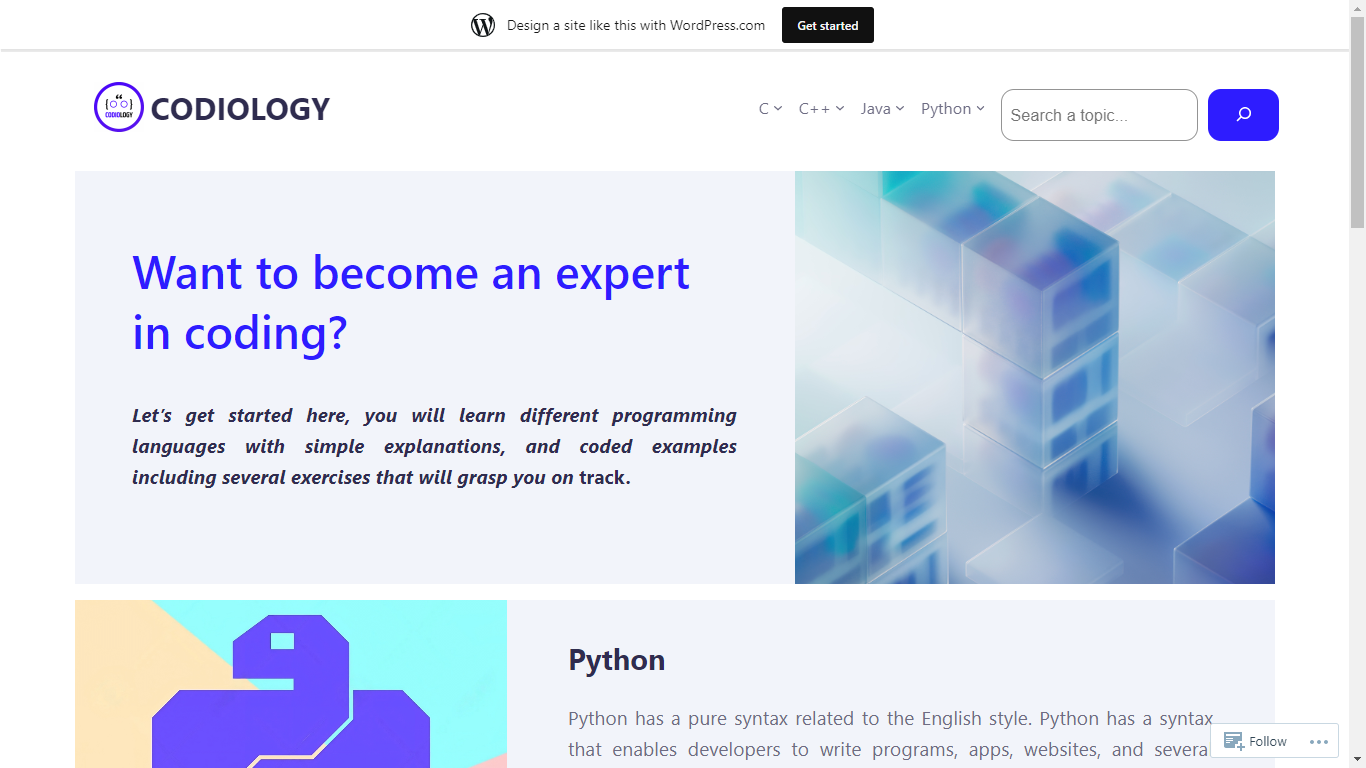 Design a site like this with WordPress.com
Get started
CODIOLOGY
CODIOLOGY
C
C++
Java
Python
Search a topic...
Want to become an expert
in coding?
Let's get started here, you will learn different programming
languages with simple explanations, and coded examples
including several exercises that will grasp you on track.
Python
Python has a pure syntax related to the English style. Python has a syntax
that enables developers to write programs, apps, websites, and several
Follow